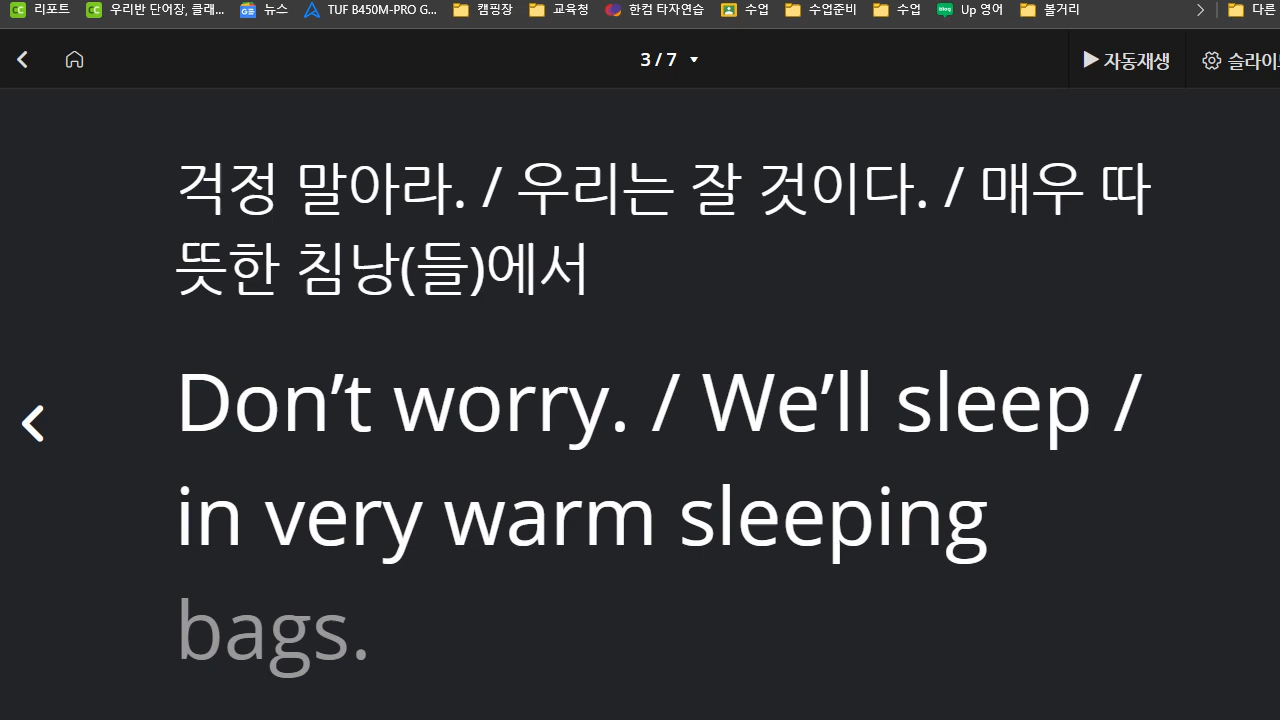 리포트
우리반 단어장, 클래...
뉴스
TUF B450M-PRO G...
캠핑장
교육청
한컴 타자연습
수업
수업준비
수업
Up 영어
볼거리
다른
3 / 7
자동재생
슬라이드
걱정 말아라. / 우리는 잘 것이다. / 매우 따
뜻한 침낭(들)에서
Don’t worry. / We’ll sleep /
in very warm sleeping
bags.